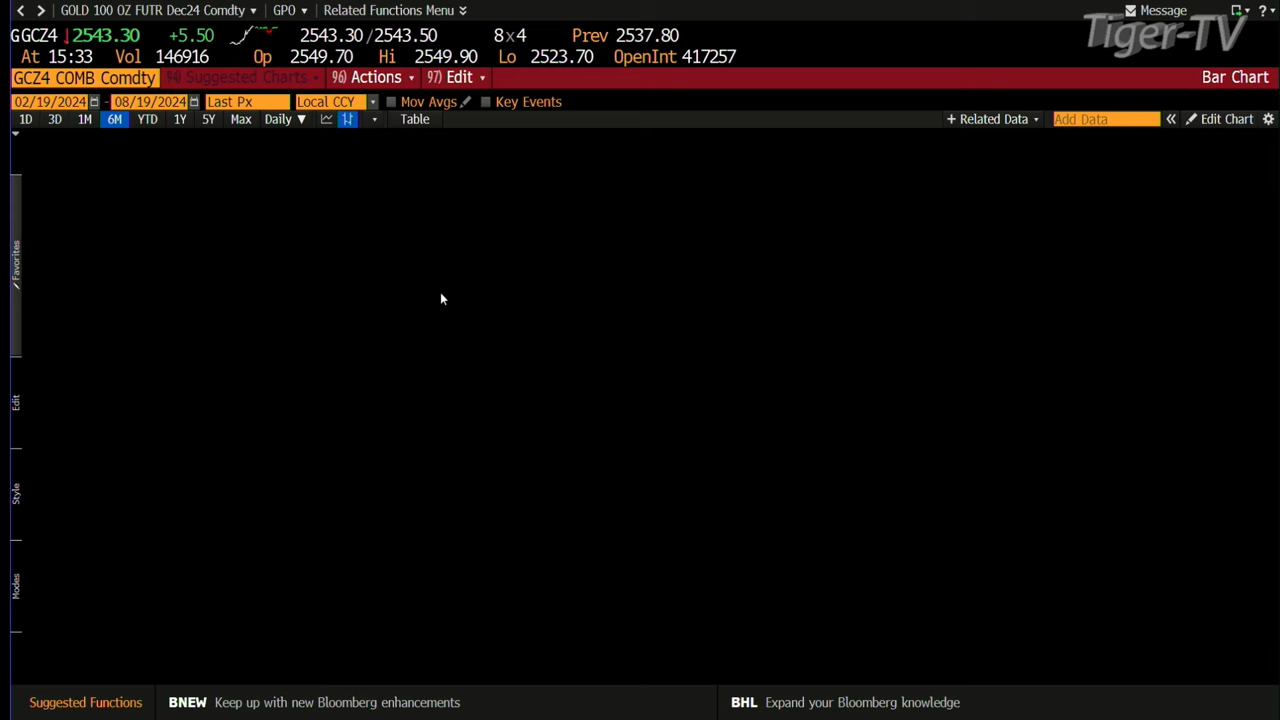 GOLD 100 OZ FUTR Dec24 Comdty GPO Related Functions Menu Message ?
Tiger-TV
GGCZ4 2543.30 +5.50 2543.30/2543.50 8x4 Prev 2537.80
At 15:33 Vol 146916 Op 2549.70 Hi 2549.90 Lo 2523.70 OpenInt 417257
GCZ4 COMB Comdty 94) Suggested Charts 96) Actions 97) Edit Bar Chart
02/19/2024 - 08/19/2024 Last Px Local CCY Mov Avgs Key Events
1D 3D 1M 6M YTD 1Y 5Y Max Daily Table + Related Data Add Data Edit Chart
Favorites
Edit
Style
Modes
Suggested Functions BNEW Keep up with new Bloomberg enhancements BHL Expand your Bloomberg knowledge